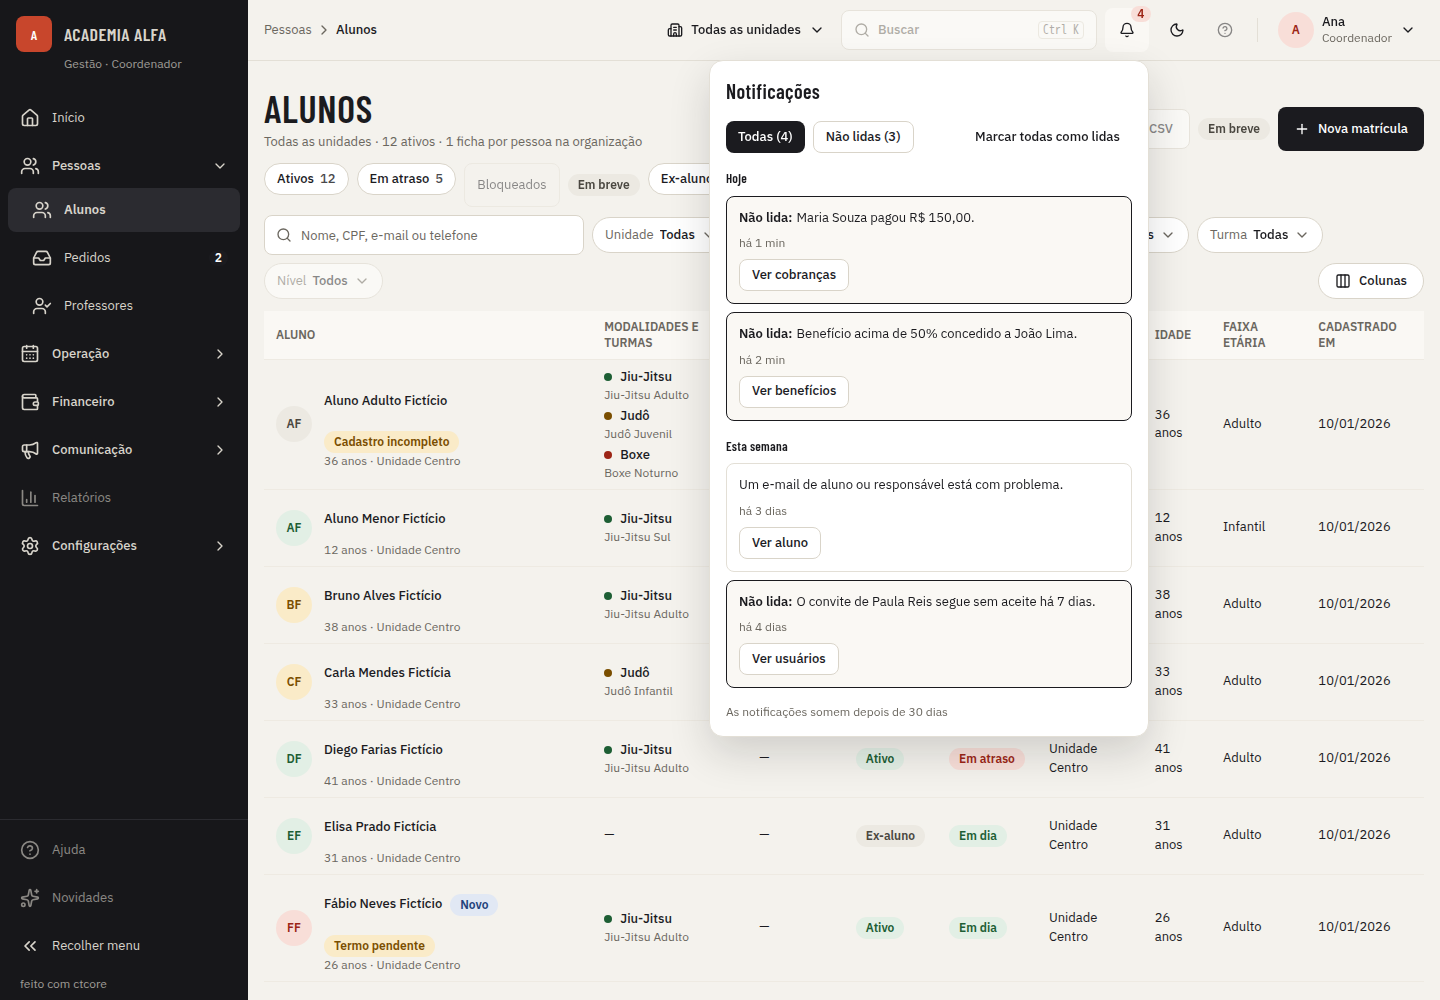 A
ACADEMIA ALFA
Gestão · Coordenador
Início
Pessoas
Alunos
Pedidos 2
Professores
Operação
Financeiro
Comunicação
Relatórios
Configurações
Ajuda
Novidades
Recolher menu
feito com ctcore
Pessoas
Alunos
Todas as unidades
Buscar
Ctrl K
4
A
Ana
Coordenador
ALUNOS
Todas as unidades · 12 ativos · 1 ficha por pessoa na organização
CSV
Em breve
Nova matrícula
Ativos 12
Em atraso 5
Bloqueados
Em breve
Nome, CPF, e-mail ou telefone
Unidade Todas
Turma Todas
Nível Todos
Colunas
Notificações
Todas (4)
Não lidas (3)
Marcar todas como lidas
Hoje
Não lida: Maria Souza pagou R$ 150,00.
há 1 min
Ver cobranças
Não lida: Benefício acima de 50% concedido a João Lima.
há 2 min
Ver benefícios
Esta semana
Um e-mail de aluno ou responsável está com problema.
há 3 dias
Ver aluno
Não lida: O convite de Paula Reis segue sem aceite há 7 dias.
há 4 dias
Ver usuários
As notificações somem depois de 30 dias
ALUNO
MODALIDADES E
TURMAS
IDADE
FAIXA
ETÁRIA
CADASTRADO
EM
AF
Aluno Adulto Fictício
Cadastro incompleto
36 anos · Unidade Centro
Jiu-Jitsu
Jiu-Jitsu Adulto
Judô
Judô Juvenil
Boxe
Boxe Noturno
36
anos
Adulto
10/01/2026
AF
Aluno Menor Fictício
12 anos · Unidade Centro
Jiu-Jitsu
Jiu-Jitsu Sul
12
anos
Infantil
10/01/2026
BF
Bruno Alves Fictício
38 anos · Unidade Centro
Jiu-Jitsu
Jiu-Jitsu Adulto
38
anos
Adulto
10/01/2026
CF
Carla Mendes Fictícia
33 anos · Unidade Centro
Judô
Judô Infantil
33
anos
Adulto
10/01/2026
DF
Diego Farias Fictício
41 anos · Unidade Centro
Jiu-Jitsu
Jiu-Jitsu Adulto
—
Ativo
Em atraso
Unidade
Centro
41
anos
Adulto
10/01/2026
EF
Elisa Prado Fictícia
31 anos · Unidade Centro
—
—
Ex-aluno
Em dia
Unidade
Centro
31
anos
Adulto
10/01/2026
FF
Fábio Neves Fictício
Novo
Termo pendente
26 anos · Unidade Centro
Jiu-Jitsu
Jiu-Jitsu Adulto
—
Ativo
Em dia
Unidade
Centro
26
anos
Adulto
10/01/2026